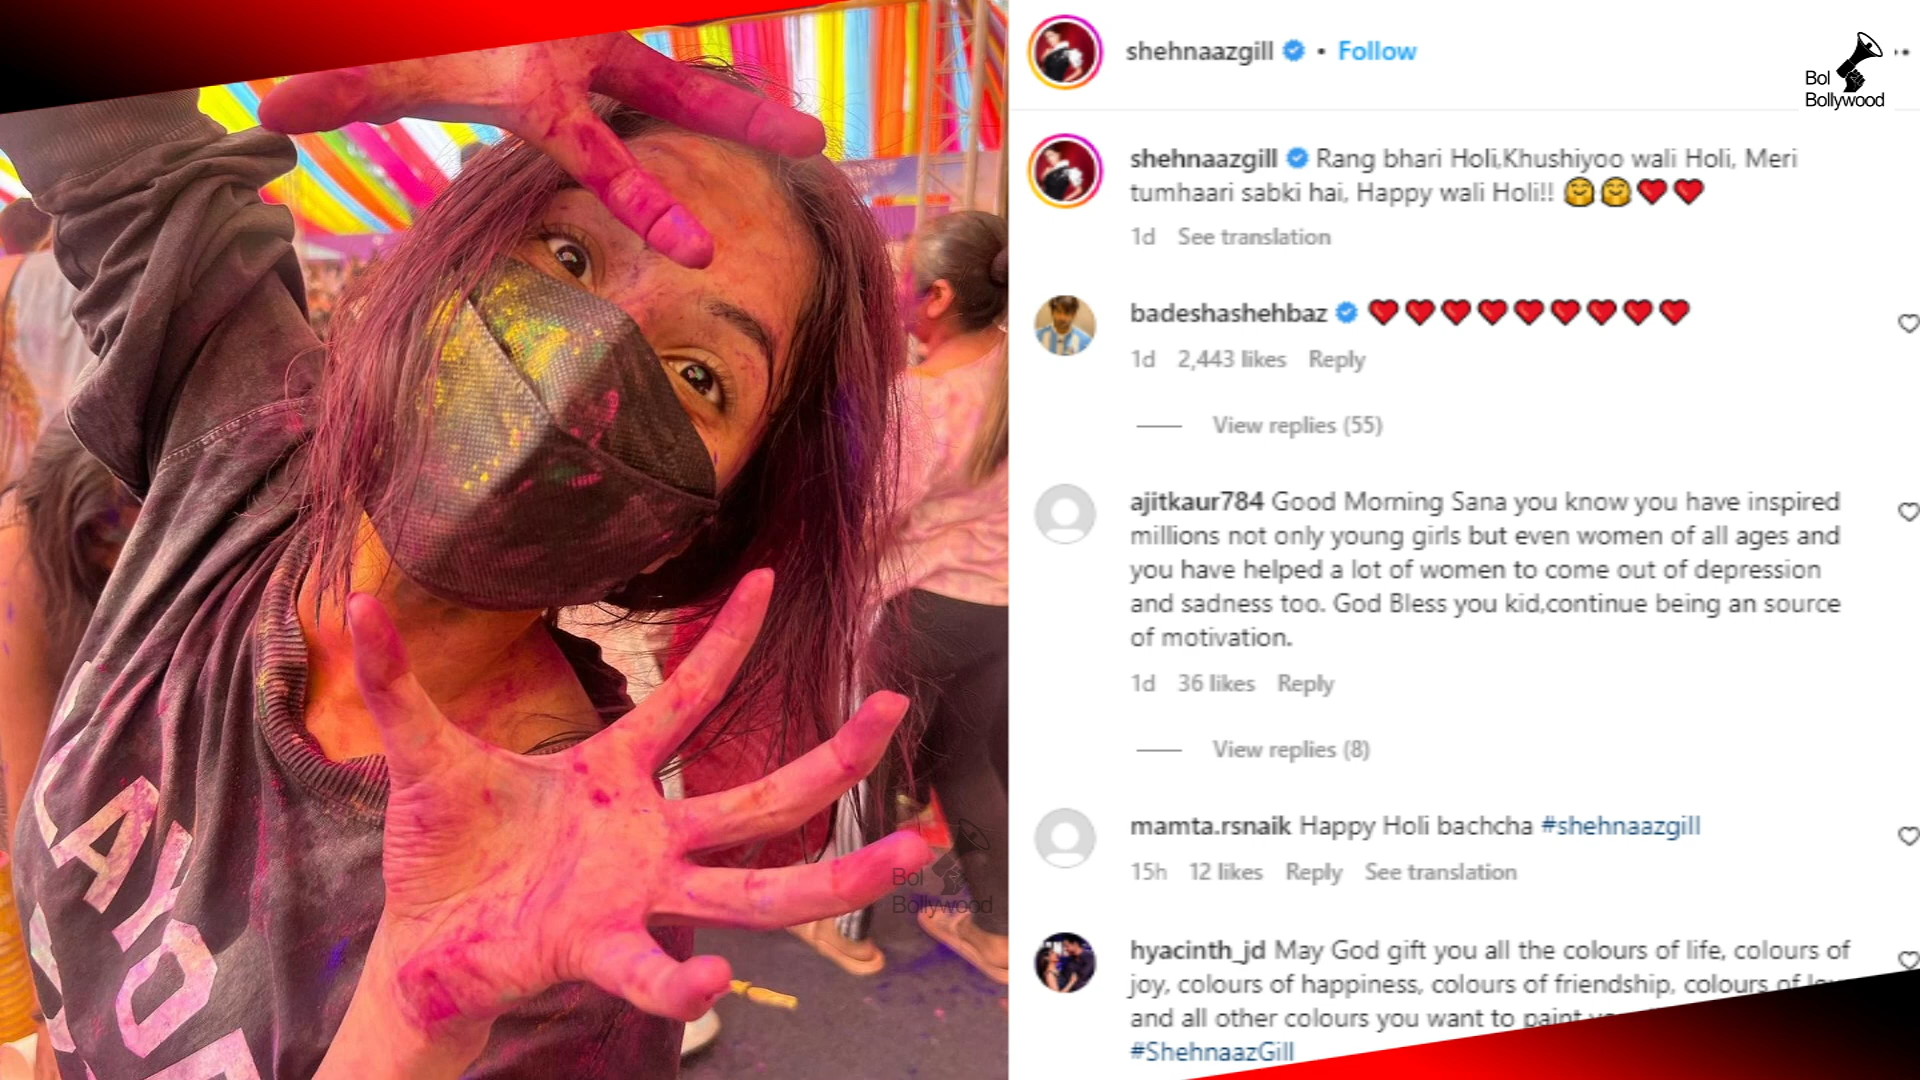 shehnaazgill • Follow
Bol
Bollywood
shehnaazgill Rang bhari Holi,Khushiyoo wali Holi, Meri
tumhaari sabki hai, Happy wali Holi!! 🤗🤗❤️❤️
1d See translation
badeshashehbaz ❤️❤️❤️❤️❤️❤️❤️❤️❤️
1d 2,443 likes Reply
View replies (55)
ajitkaur784 Good Morning Sana you know you have inspired
millions not only young girls but even women of all ages and
you have helped a lot of women to come out of depression
and sadness too. God Bless you kid,continue being an source
of motivation.
1d 36 likes Reply
View replies (8)
mamta.rsnaik Happy Holi bachcha #shehnaazgill
15h 12 likes Reply See translation
hyacinth_jd May God gift you all the colours of life, colours of
joy, colours of happiness, colours of friendship, colours of
and all other colours you want to paint
#ShehnaazGill
Bol
Bollywood